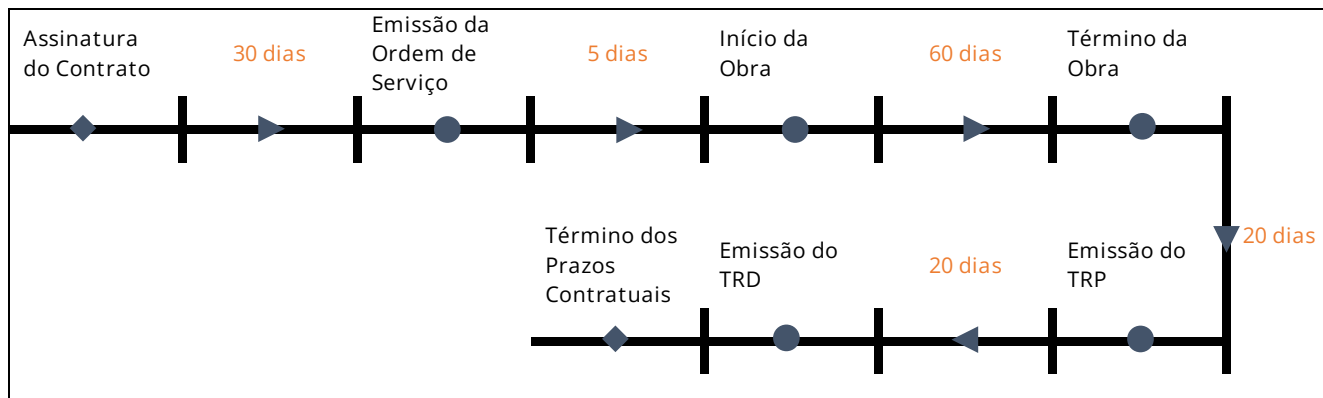 Assinatura
do Contrato
30 dias
Emissão da
Ordem de
Serviço
5 dias
Início da
Obra
60 dias
Término da
Obra
20 dias
Emissão do
TRP
20 dias
Emissão do
TRD
Término dos
Prazos
Contratuais